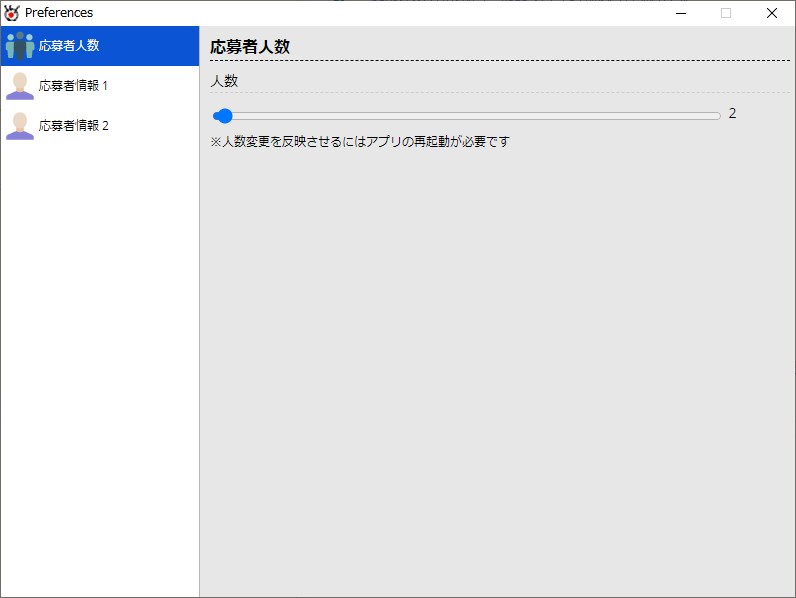 Preferences
応募者人数
応募者情報 1
応募者情報 2
応募者人数
人数
2
※人数変更を反映させるにはアプリの再起動が必要です